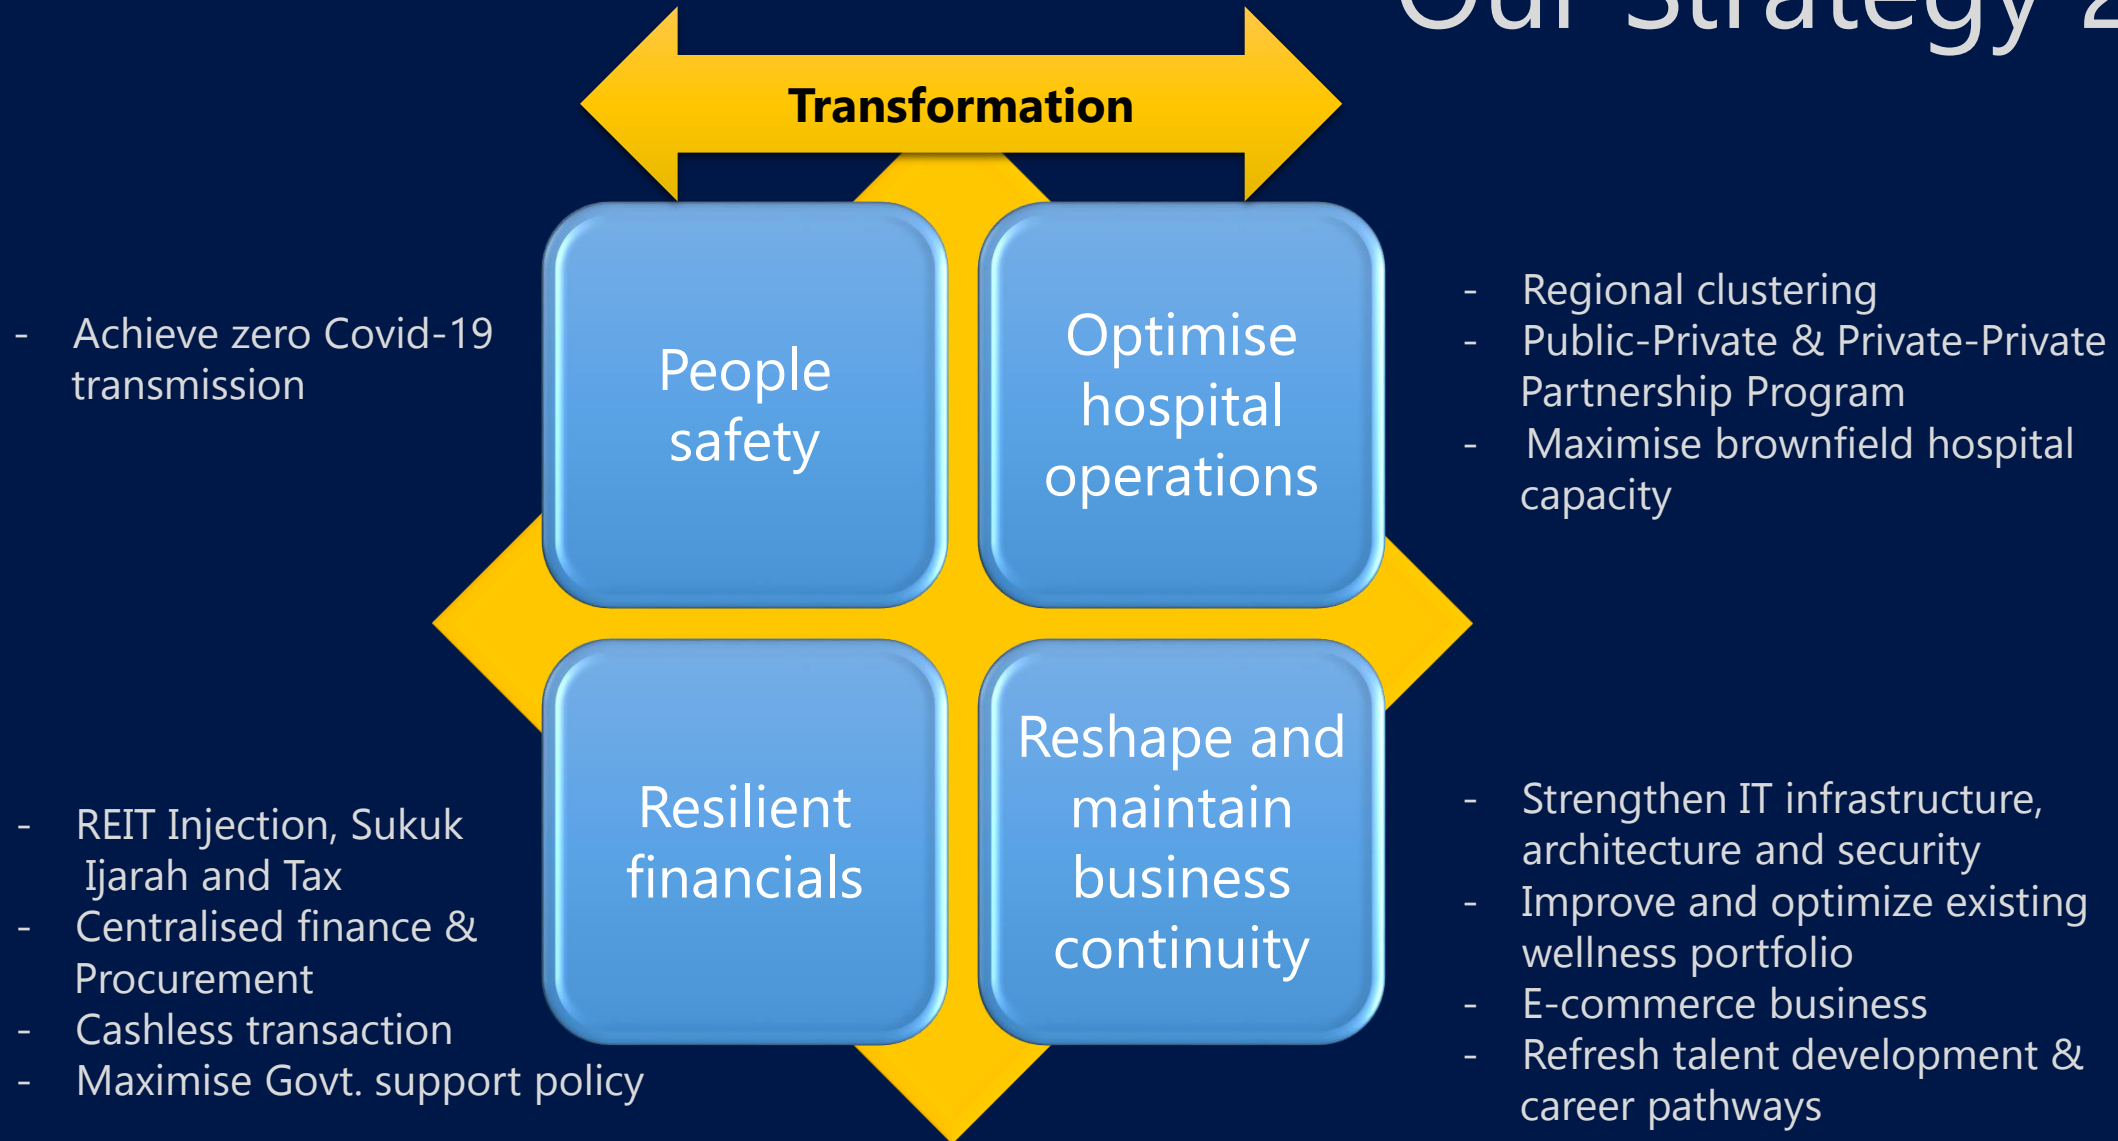 Our Strategy 2
Transformation
- Achieve zero Covid-19
transmission
People
safety
Optimise
hospital
operations
- Regional clustering
- Public-Private & Private-Private
Partnership Program
- Maximise brownfield hospital
capacity
- REIT Injection, Sukuk
Ijarah and Tax
- Centralised finance &
Procurement
- Cashless transaction
- Maximise Govt. support policy
Resilient
financials
Reshape and
maintain
business
continuity
- Strengthen IT infrastructure,
architecture and security
- Improve and optimize existing
wellness portfolio
- E-commerce business
- Refresh talent development &
career pathways